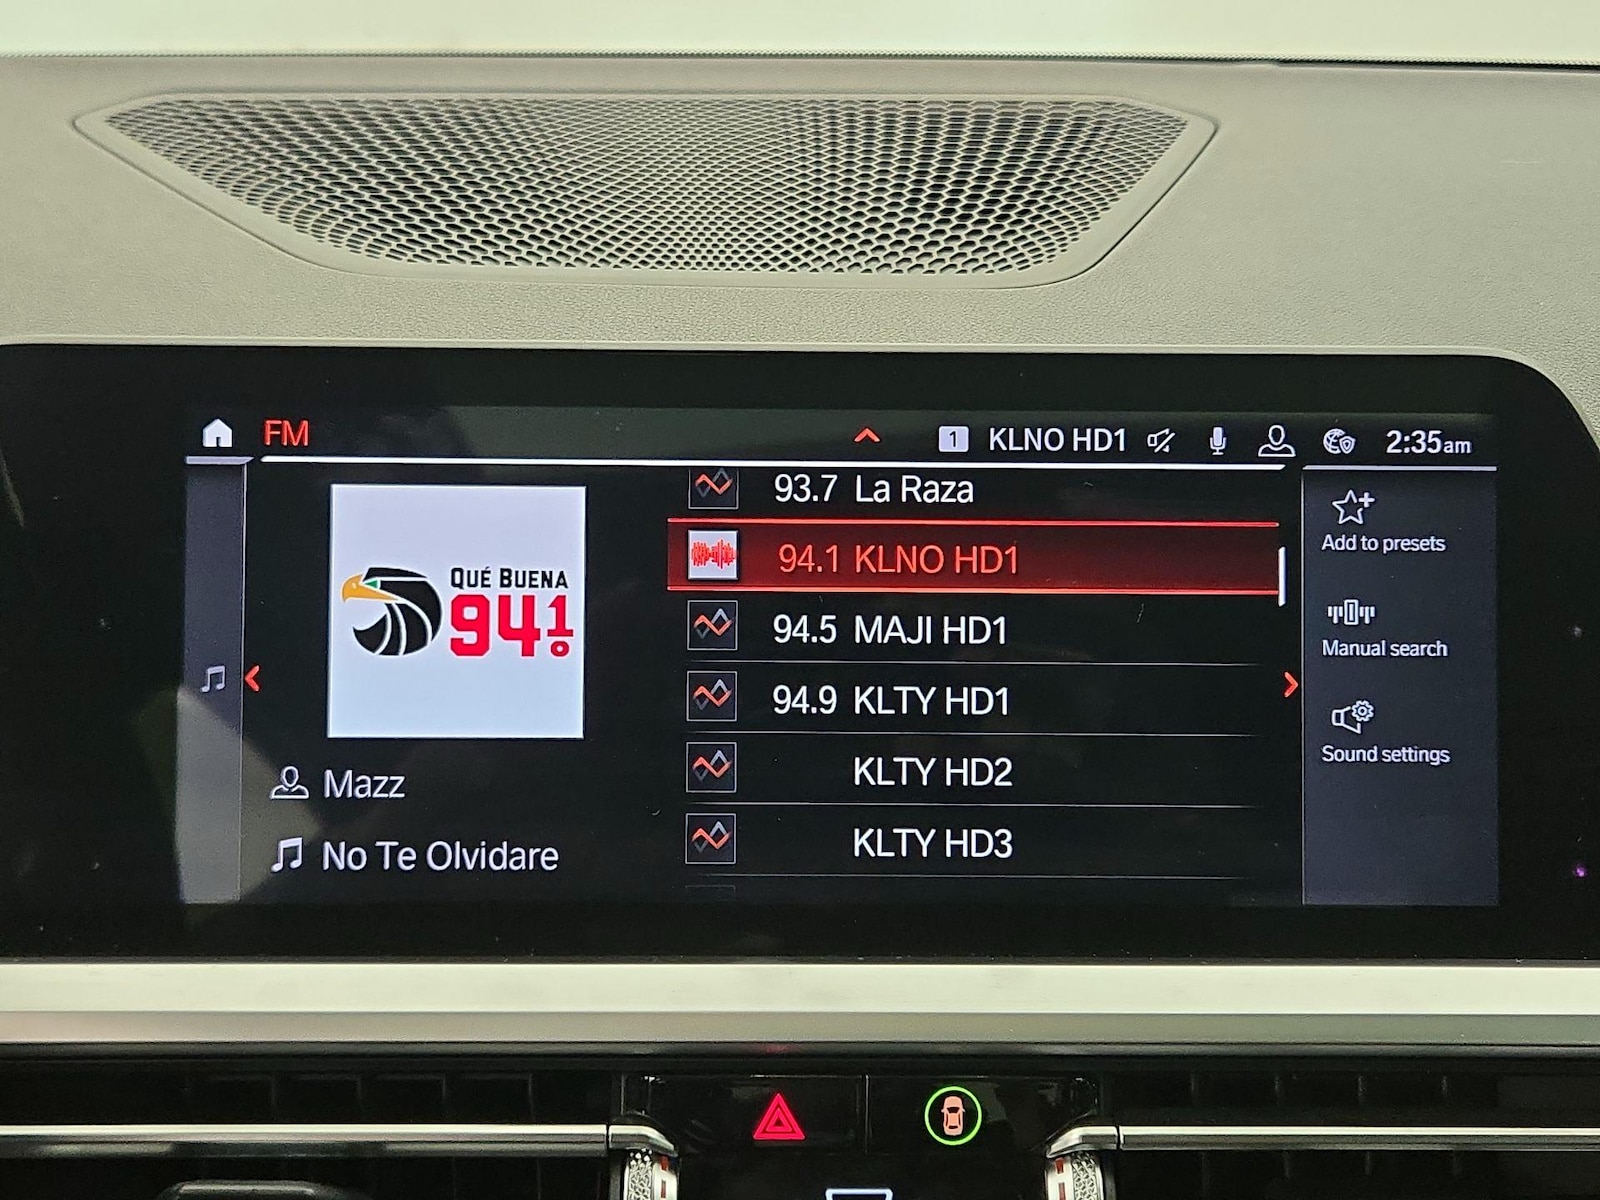 FM
1 KLNO HD1 2:35am
QUÉ BUENA
94.1
Mazz
No Te Olvidare
93.7 La Raza
94.1 KLNO HD1
94.5 MAJI HD1
94.9 KLTY HD1
KLTY HD2
KLTY HD3
Add to presets
Manual search
Sound settings